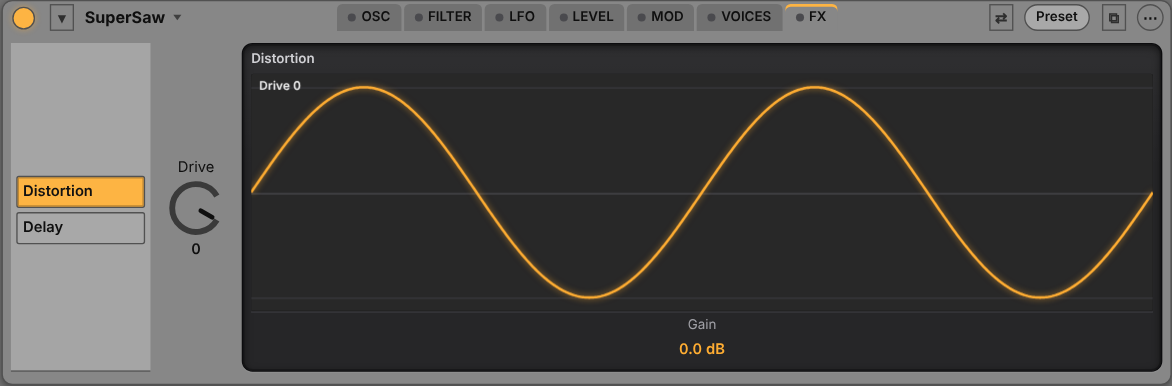 SuperSaw
OSC FILTER LFO LEVEL MOD VOICES FX
Preset
Distortion
Delay
Drive
0
Distortion
Drive 0
Gain
0.0 dB